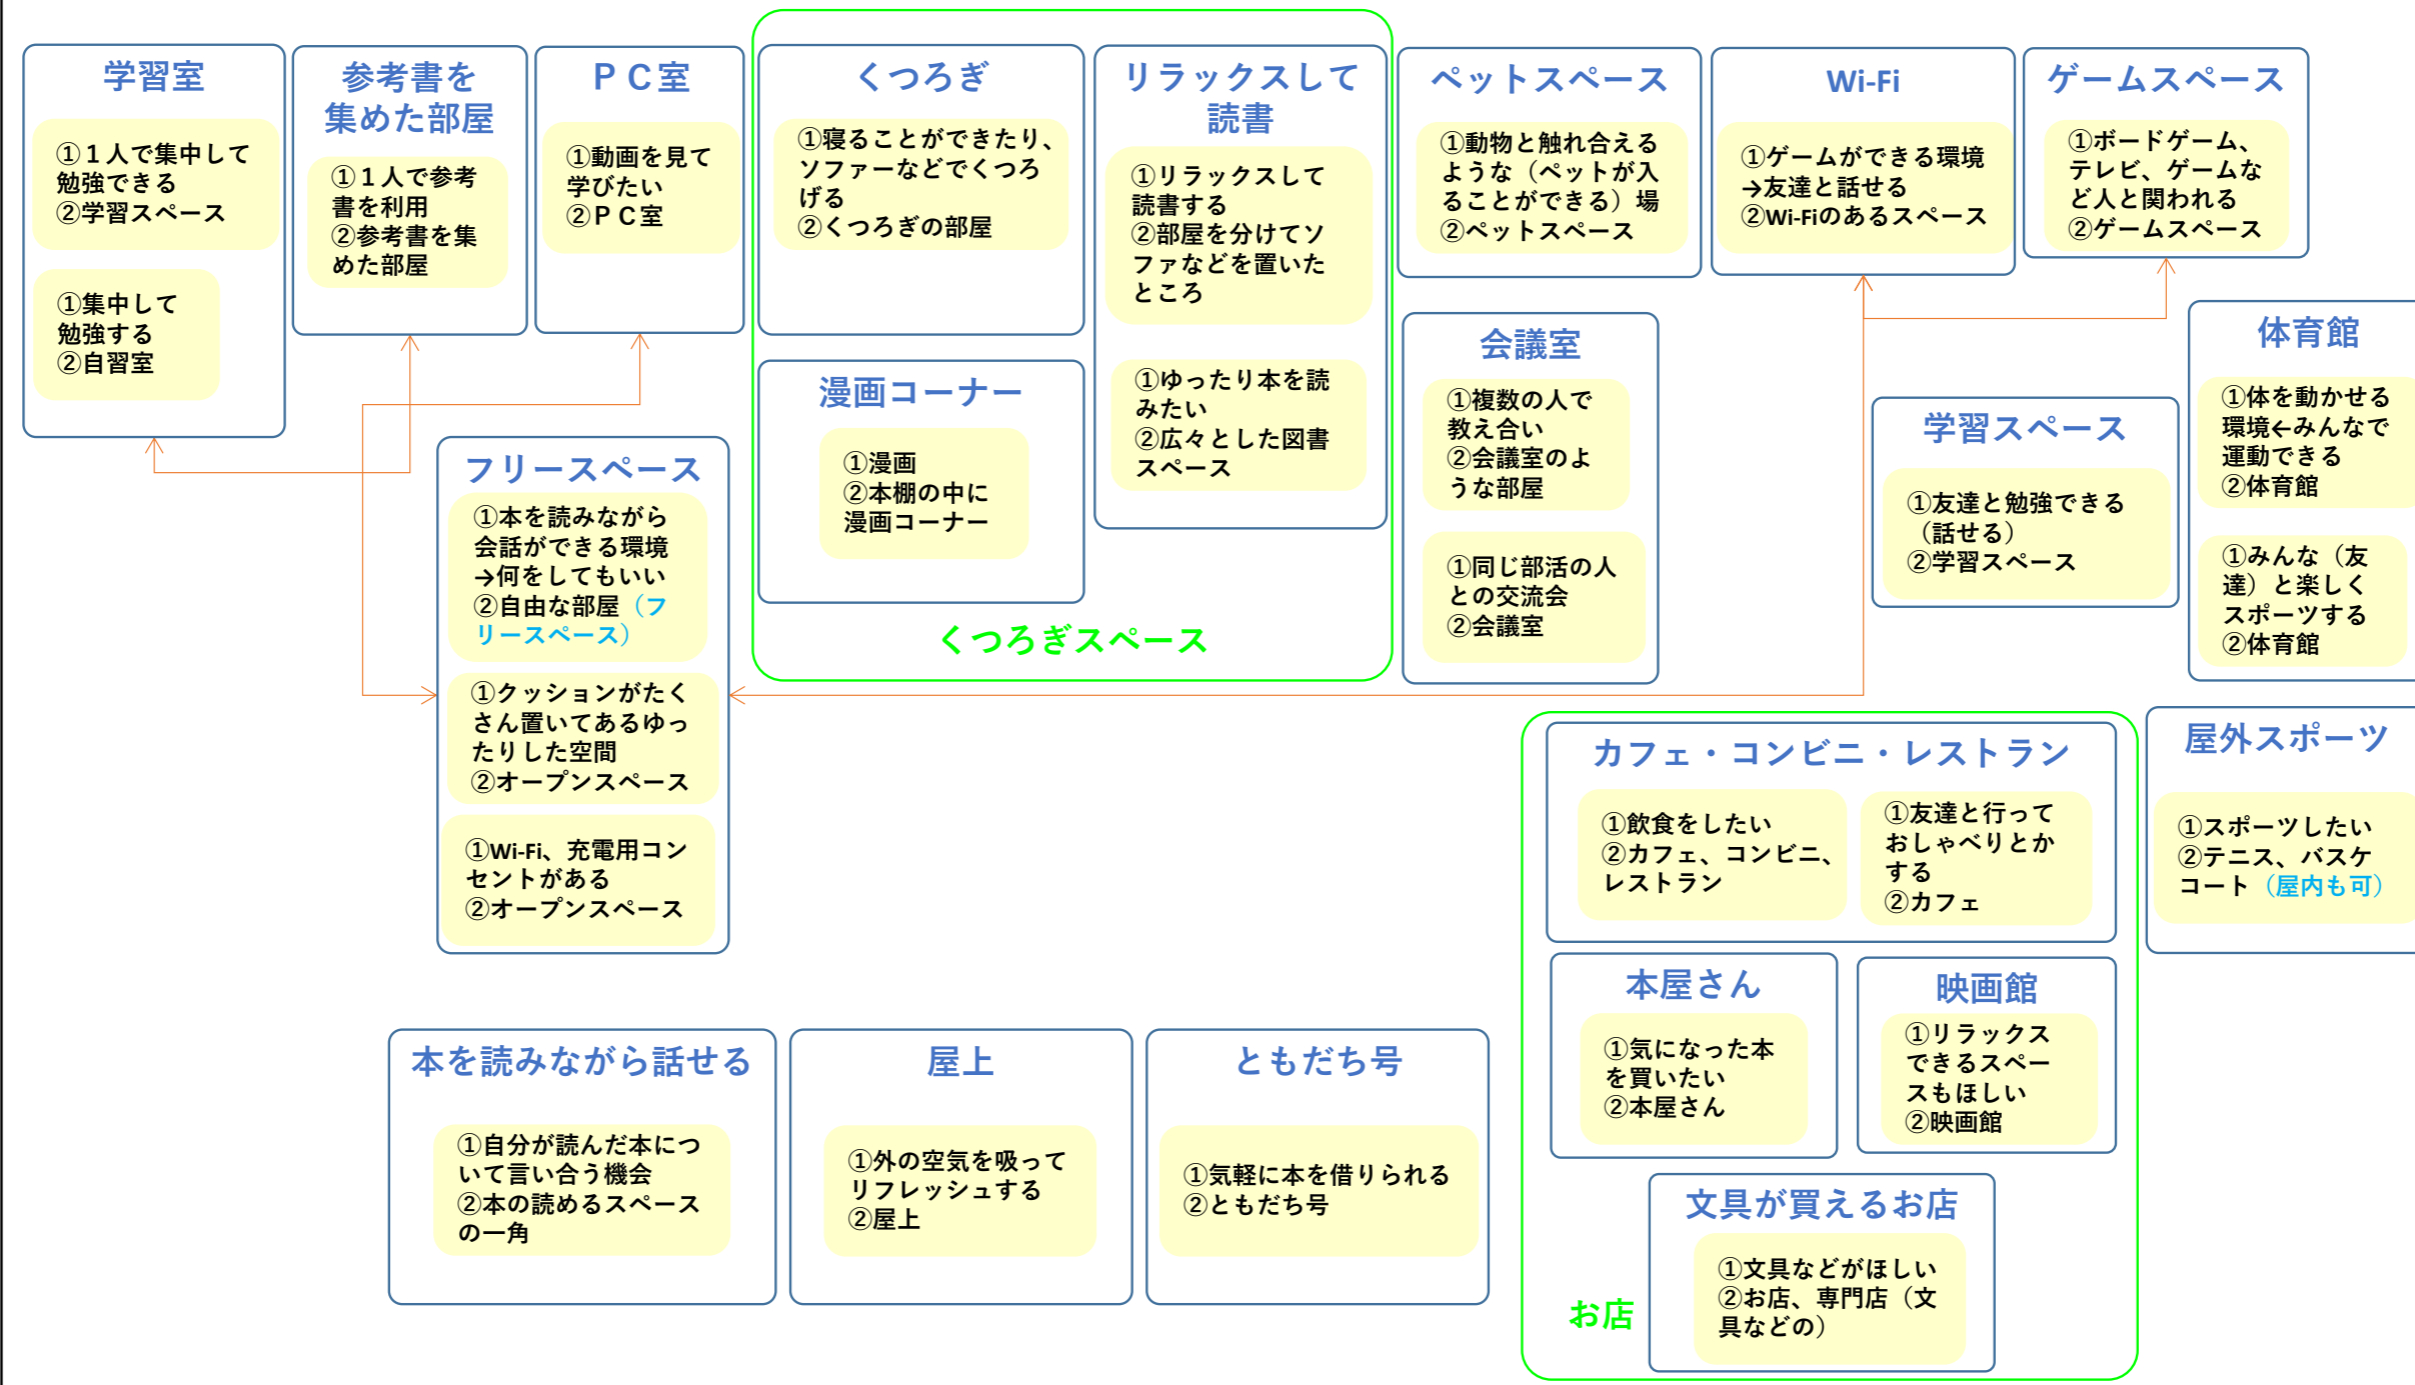 学習室
①１人で集中して
勉強できる
②学習スペース
①集中して
勉強する
②自習室
参考書を
集めた部屋
①１人で参考
書を利用
②参考書を集
めた部屋
ＰＣ室
①動画を見て
学びたい
②ＰＣ室
くつろぎ
①寝ることができたり、
ソファーなどでくつろ
げる
②くつろぎの部屋
リラックスして
読書
①リラックスして
読書する
②部屋を分けてソ
ファなどを置いた
ところ
①ゆったり本を読
みたい
②広々とした図書
スペース
漫画コーナー
①漫画
②本棚の中に
漫画コーナー
くつろぎスペース
ペットスペース
①動物と触れ合える
ような（ペットが入
ることができる）場
②ペットスペース
Wi-Fi
①ゲームができる環境
→友達と話せる
②Wi-Fiのあるスペース
ゲームスペース
①ボードゲーム、
テレビ、ゲームな
ど人と関われる
②ゲームスペース
会議室
①複数の人で
教え合い
②会議室のよ
うな部屋
①同じ部活の人
との交流会
②会議室
学習スペース
①友達と勉強できる
（話せる）
②学習スペース
体育館
①体を動かせる
環境←みんなで
運動できる
②体育館
①みんな（友
達）と楽しく
スポーツする
②体育館
フリースペース
①本を読みながら
会話ができる環境
→何をしてもいい
②自由な部屋（フ
リースペース）
①クッションがたく
さん置いてあるゆっ
たりした空間
②オープンスペース
①Wi-Fi、充電用コン
セントがある
②オープンスペース
カフェ・コンビニ・レストラン
①飲食をしたい
②カフェ、コンビニ、
レストラン
①友達と行って
おしゃべりとか
する
②カフェ
屋外スポーツ
①スポーツしたい
②テニス、バスケ
コート（屋内も可）
本屋さん
①気になった本
を買いたい
②本屋さん
映画館
①リラックス
できるスペー
スもほしい
②映画館
文具が買えるお店
①文具などがほしい
②お店、専門店（文
具などの）
お店
本を読みながら話せる
①自分が読んだ本につ
いて言い合う機会
②本の読めるスペース
の一角
屋上
①外の空気を吸って
リフレッシュする
②屋上
ともだち号
①気軽に本を借りられる
②ともだち号